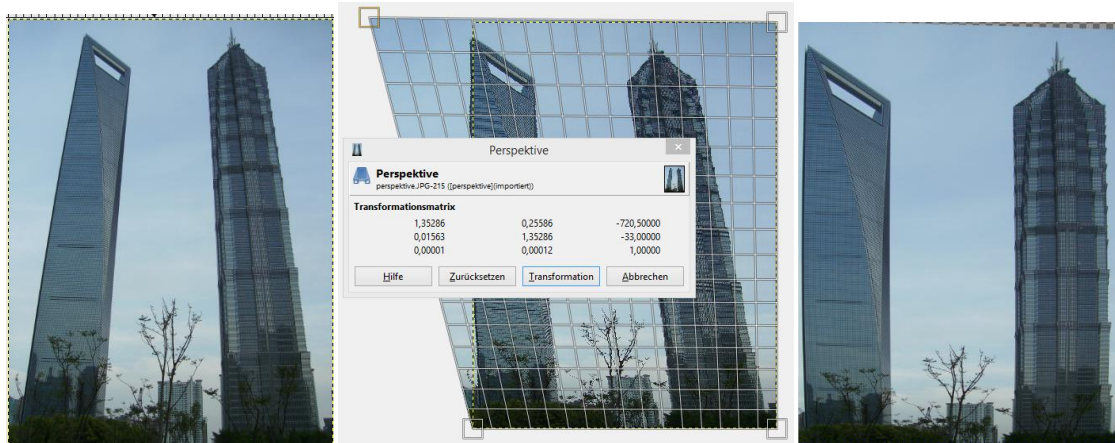 Perspektive
Perspektive
perspektive.JPG-215 ([perspektive](importiert))
Transformationsmatrix
1,35286 0,25586 -720,50000
0,01563 1,35286 -33,00000
0,00001 0,00012 1,00000
Hilfe Zurücksetzen Transformation Abbrechen